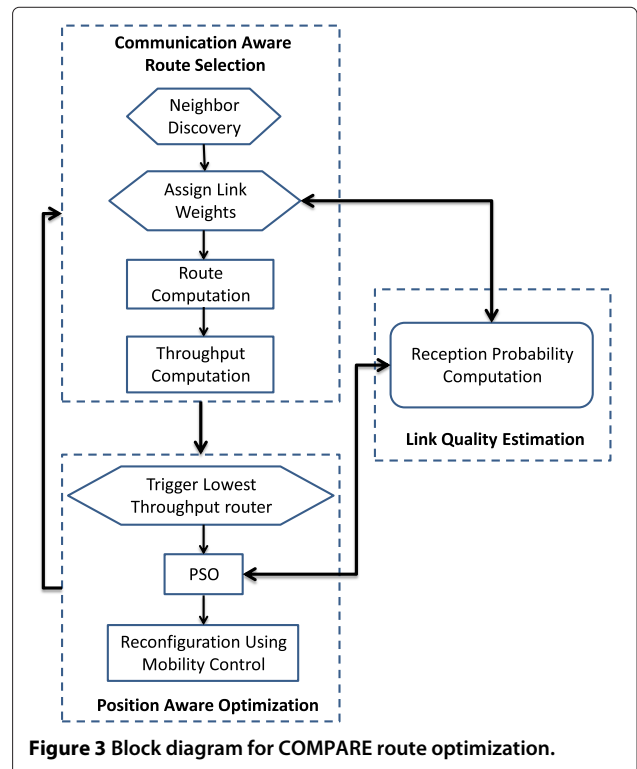 Communication Aware
Route Selection
Neighbor
Discovery
Assign Link
Weights
Route
Computation
Throughput
Computation
Reception Probability
Computation
Link Quality Estimation
Trigger Lowest
Throughput router
PSO
Reconfiguration Using
Mobility Control
Position Aware Optimization
Figure 3 Block diagram for COMPARE route optimization.